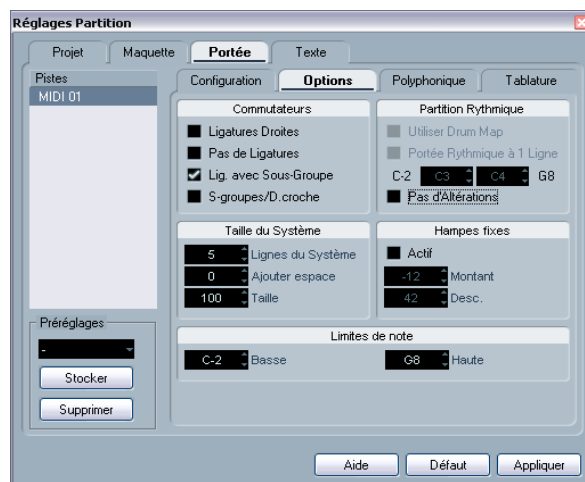 Réglages Partition
Projet Maquette Portée Texte
Pistes
MIDI 01
Configuration Options Polyphonique Tablature
Commutateurs
Ligatures Droites
Pas de Ligatures
Lig. avec Sous-Groupe
S-groupes/D.croche
Partition Rythmique
Utiliser Drum Map
Portée Rythmique à 1 Ligne
C-2 C3 C4 G8
Pas d'Altérations
Taille du Système
5 Lignes du Système
0 Ajouter espace
100 Taille
Hampes fixes
Actif
-12 Montant
42 Desc.
Limites de note
C-2 Basse G8 Haute
Préréglages
-
Stocker
Supprimer
Aide Défaut Appliquer